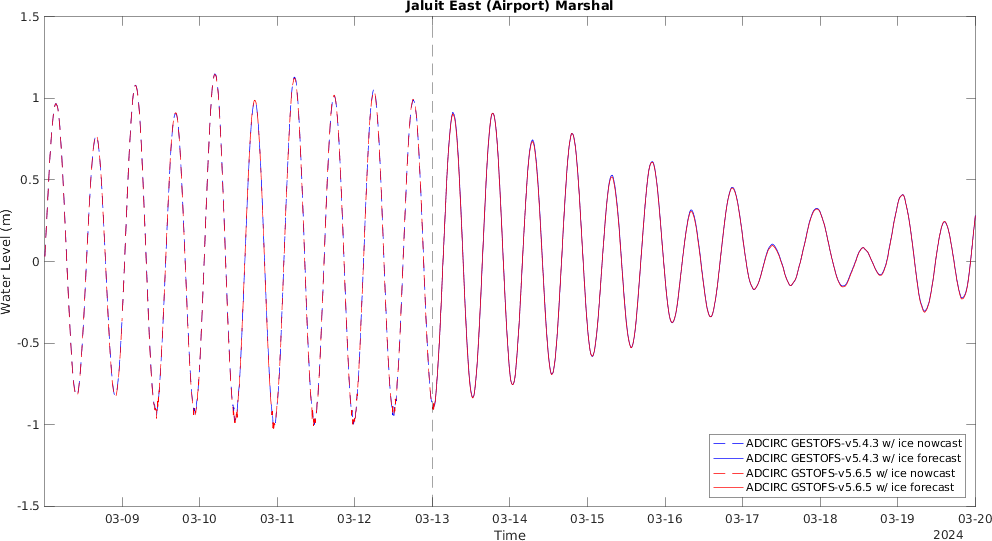 Jaluit East (Airport) Marshal
1.5
1
0.5
0
-0.5
-1
-1.5
Water Level (m)
03-09 03-10 03-11 03-12 03-13 03-14 03-15 03-16 03-17 03-18 03-19 03-20
Time
2024
ADCIRC GESTOFS-v5.4.3 w/ ice nowcast
ADCIRC GESTOFS-v5.4.3 w/ ice forecast
ADCIRC GSTOFS-v5.6.5 w/ ice nowcast
ADCIRC GSTOFS-v5.6.5 w/ ice forecast